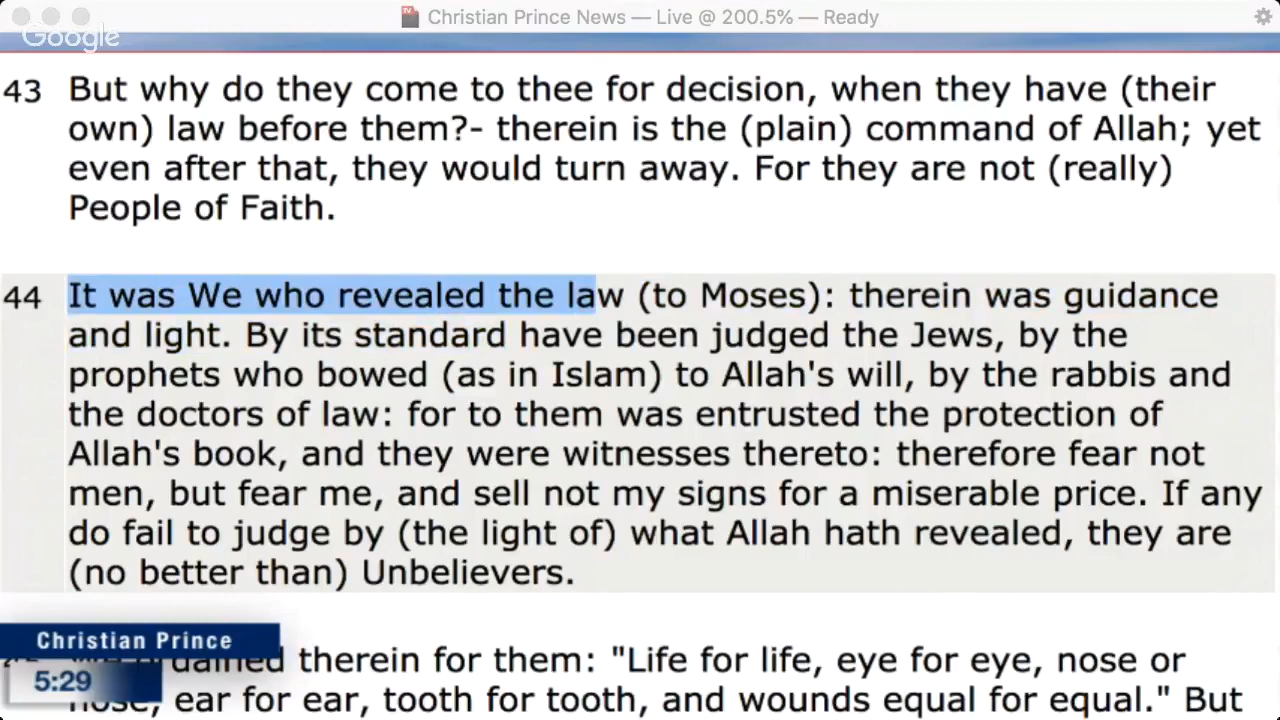 Christian Prince News — Live @ 200.5% — Ready
Google
43 But why do they come to thee for decision, when they have (their
own) law before them?- therein is the (plain) command of Allah; yet
even after that, they would turn away. For they are not (really)
People of Faith.
44 It was We who revealed the law (to Moses): therein was guidance
and light. By its standard have been judged the Jews, by the
prophets who bowed (as in Islam) to Allah's will, by the rabbis and
the doctors of law: for to them was entrusted the protection of
Allah's book, and they were witnesses thereto: therefore fear not
men, but fear me, and sell not my signs for a miserable price. If any
do fail to judge by (the light of) what Allah hath revealed, they are
(no better than) Unbelievers.
Christian Prince
therein for them: "Life for life, eye for eye, nose or
5:29
nose, ear for ear, tooth for tooth, and wounds equal for equal." But